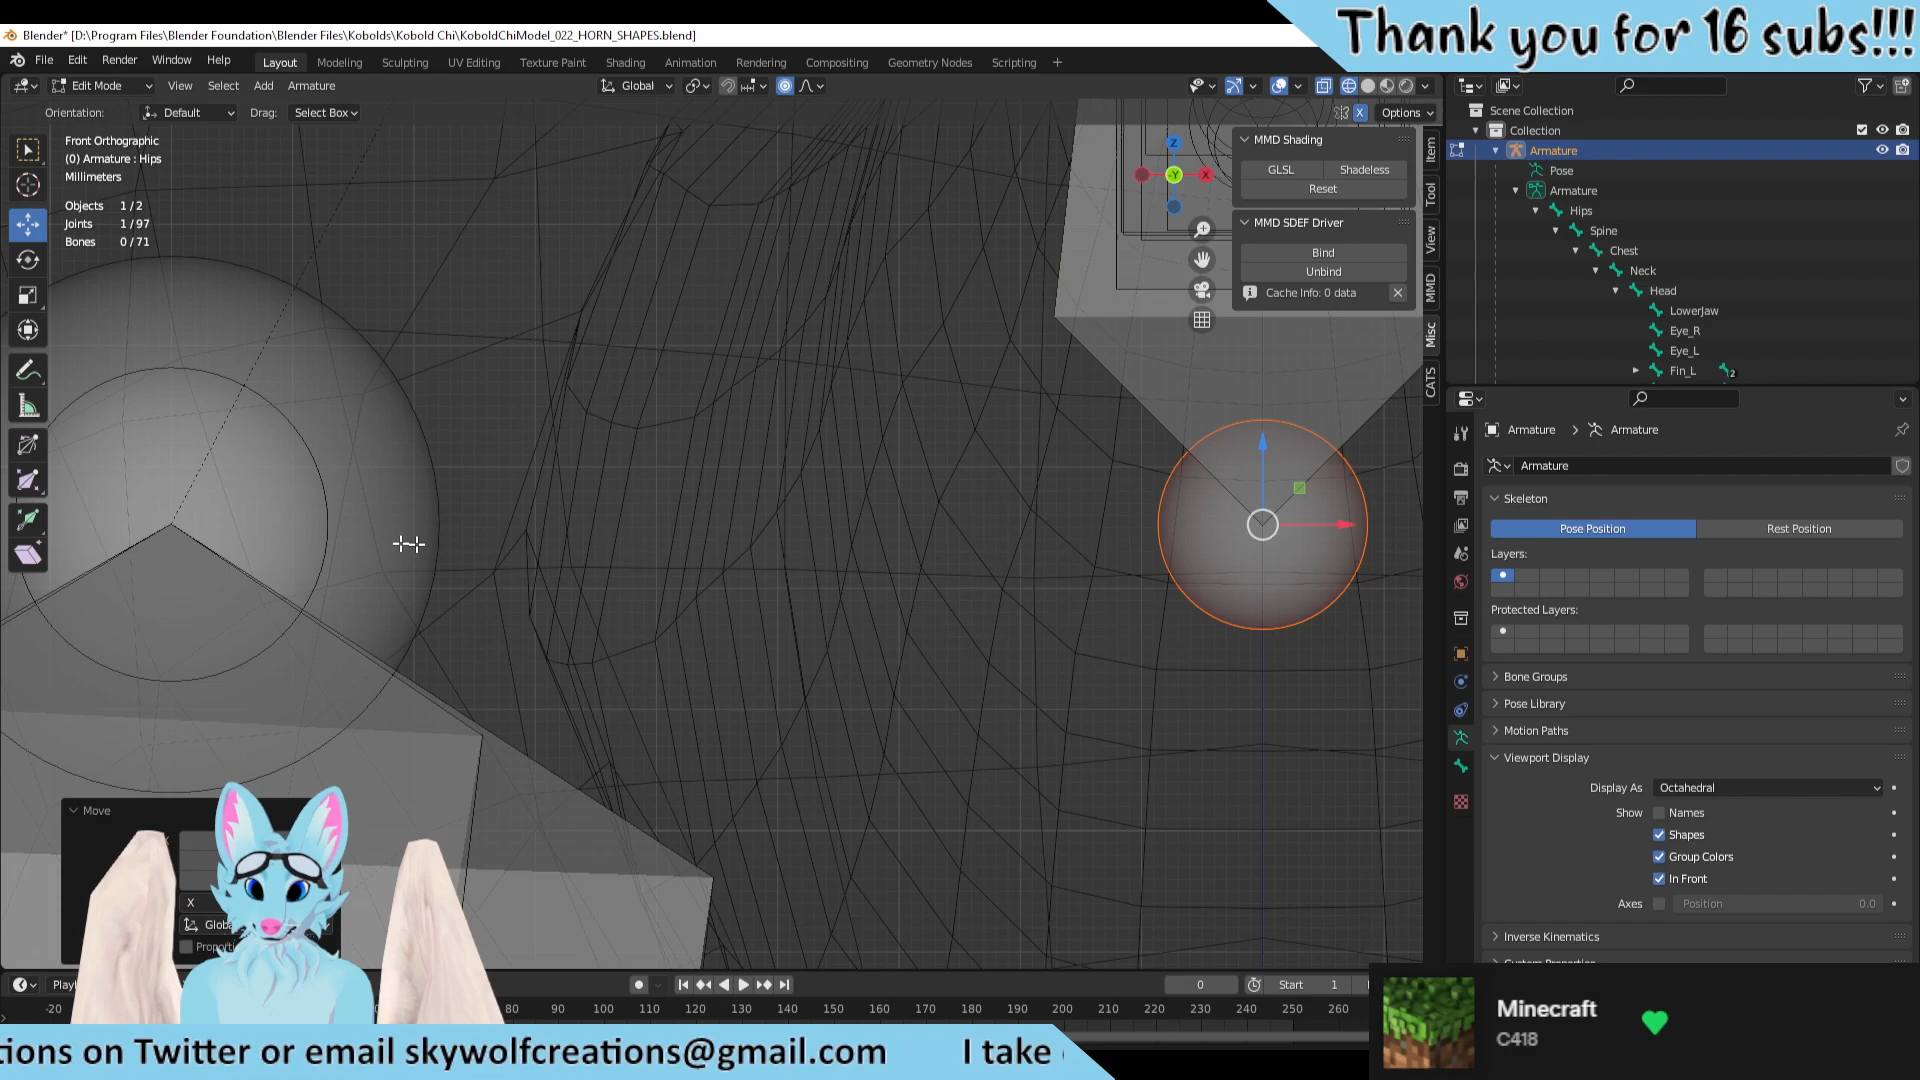 Thank you for 16 subs!!!
Blender* [D:\Program Files\Blender Foundation\Blender Files\Kobolds\Kobold Chi\KoboldChiModel_022_HORN_SHAPES.blend]
File Edit Render Window Help Layout Modeling Sculpting UV Editing Texture Paint Shading Animation Rendering Compositing Geometry Nodes Scripting +
Edit Mode View Select Add Armature Global
Orientation: Default Drag: Select Box X Options
Front Orthographic
(0) Armature : Hips
Millimeters
Objects 1 / 2
Joints 1 / 97
Bones 0 / 71
Z
-Y
X
MMD Shading
GLSL Shadeless
Reset
MMD SDEF Driver
Bind
Unbind
Cache Info: 0 data
Item
Tool
View
MMD
Misc
CATS
Scene Collection
Collection
Armature
Pose
Armature
Hips
Spine
Chest
Neck
Head
LowerJaw
Eye_R
Eye_L
Fin_L 2
Armature > Armature
Armature
Skeleton
Pose Position Rest Position
Layers:
Protected Layers:
Bone Groups
Pose Library
Motion Paths
Viewport Display
Display As Octahedral
Show Names
Shapes
Group Colors
In Front
Axes Position 0.0
Inverse Kinematics
Move
X
0 Start 1
-20 80 90 100 110 120 130 140 150 160 170 180 190 200 210 220 230 240 250 260
Minecraft
C418
tions on Twitter or email skywolfcreations@gmail.com I take